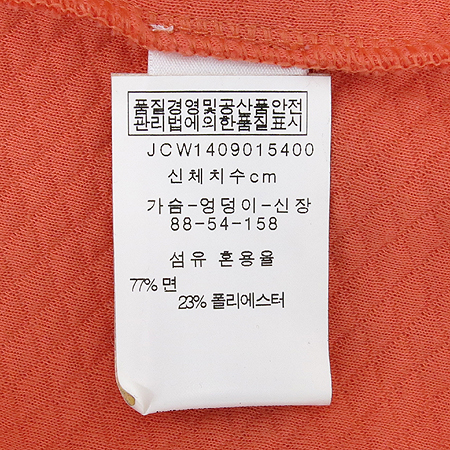 품질경영및공산품안전
관리법에의한품질표시
JCW1409015400
신체치수cm
가슴-엉덩이-신장
88-54-158
섬유 혼용율
77% 면
23% 폴리에스터